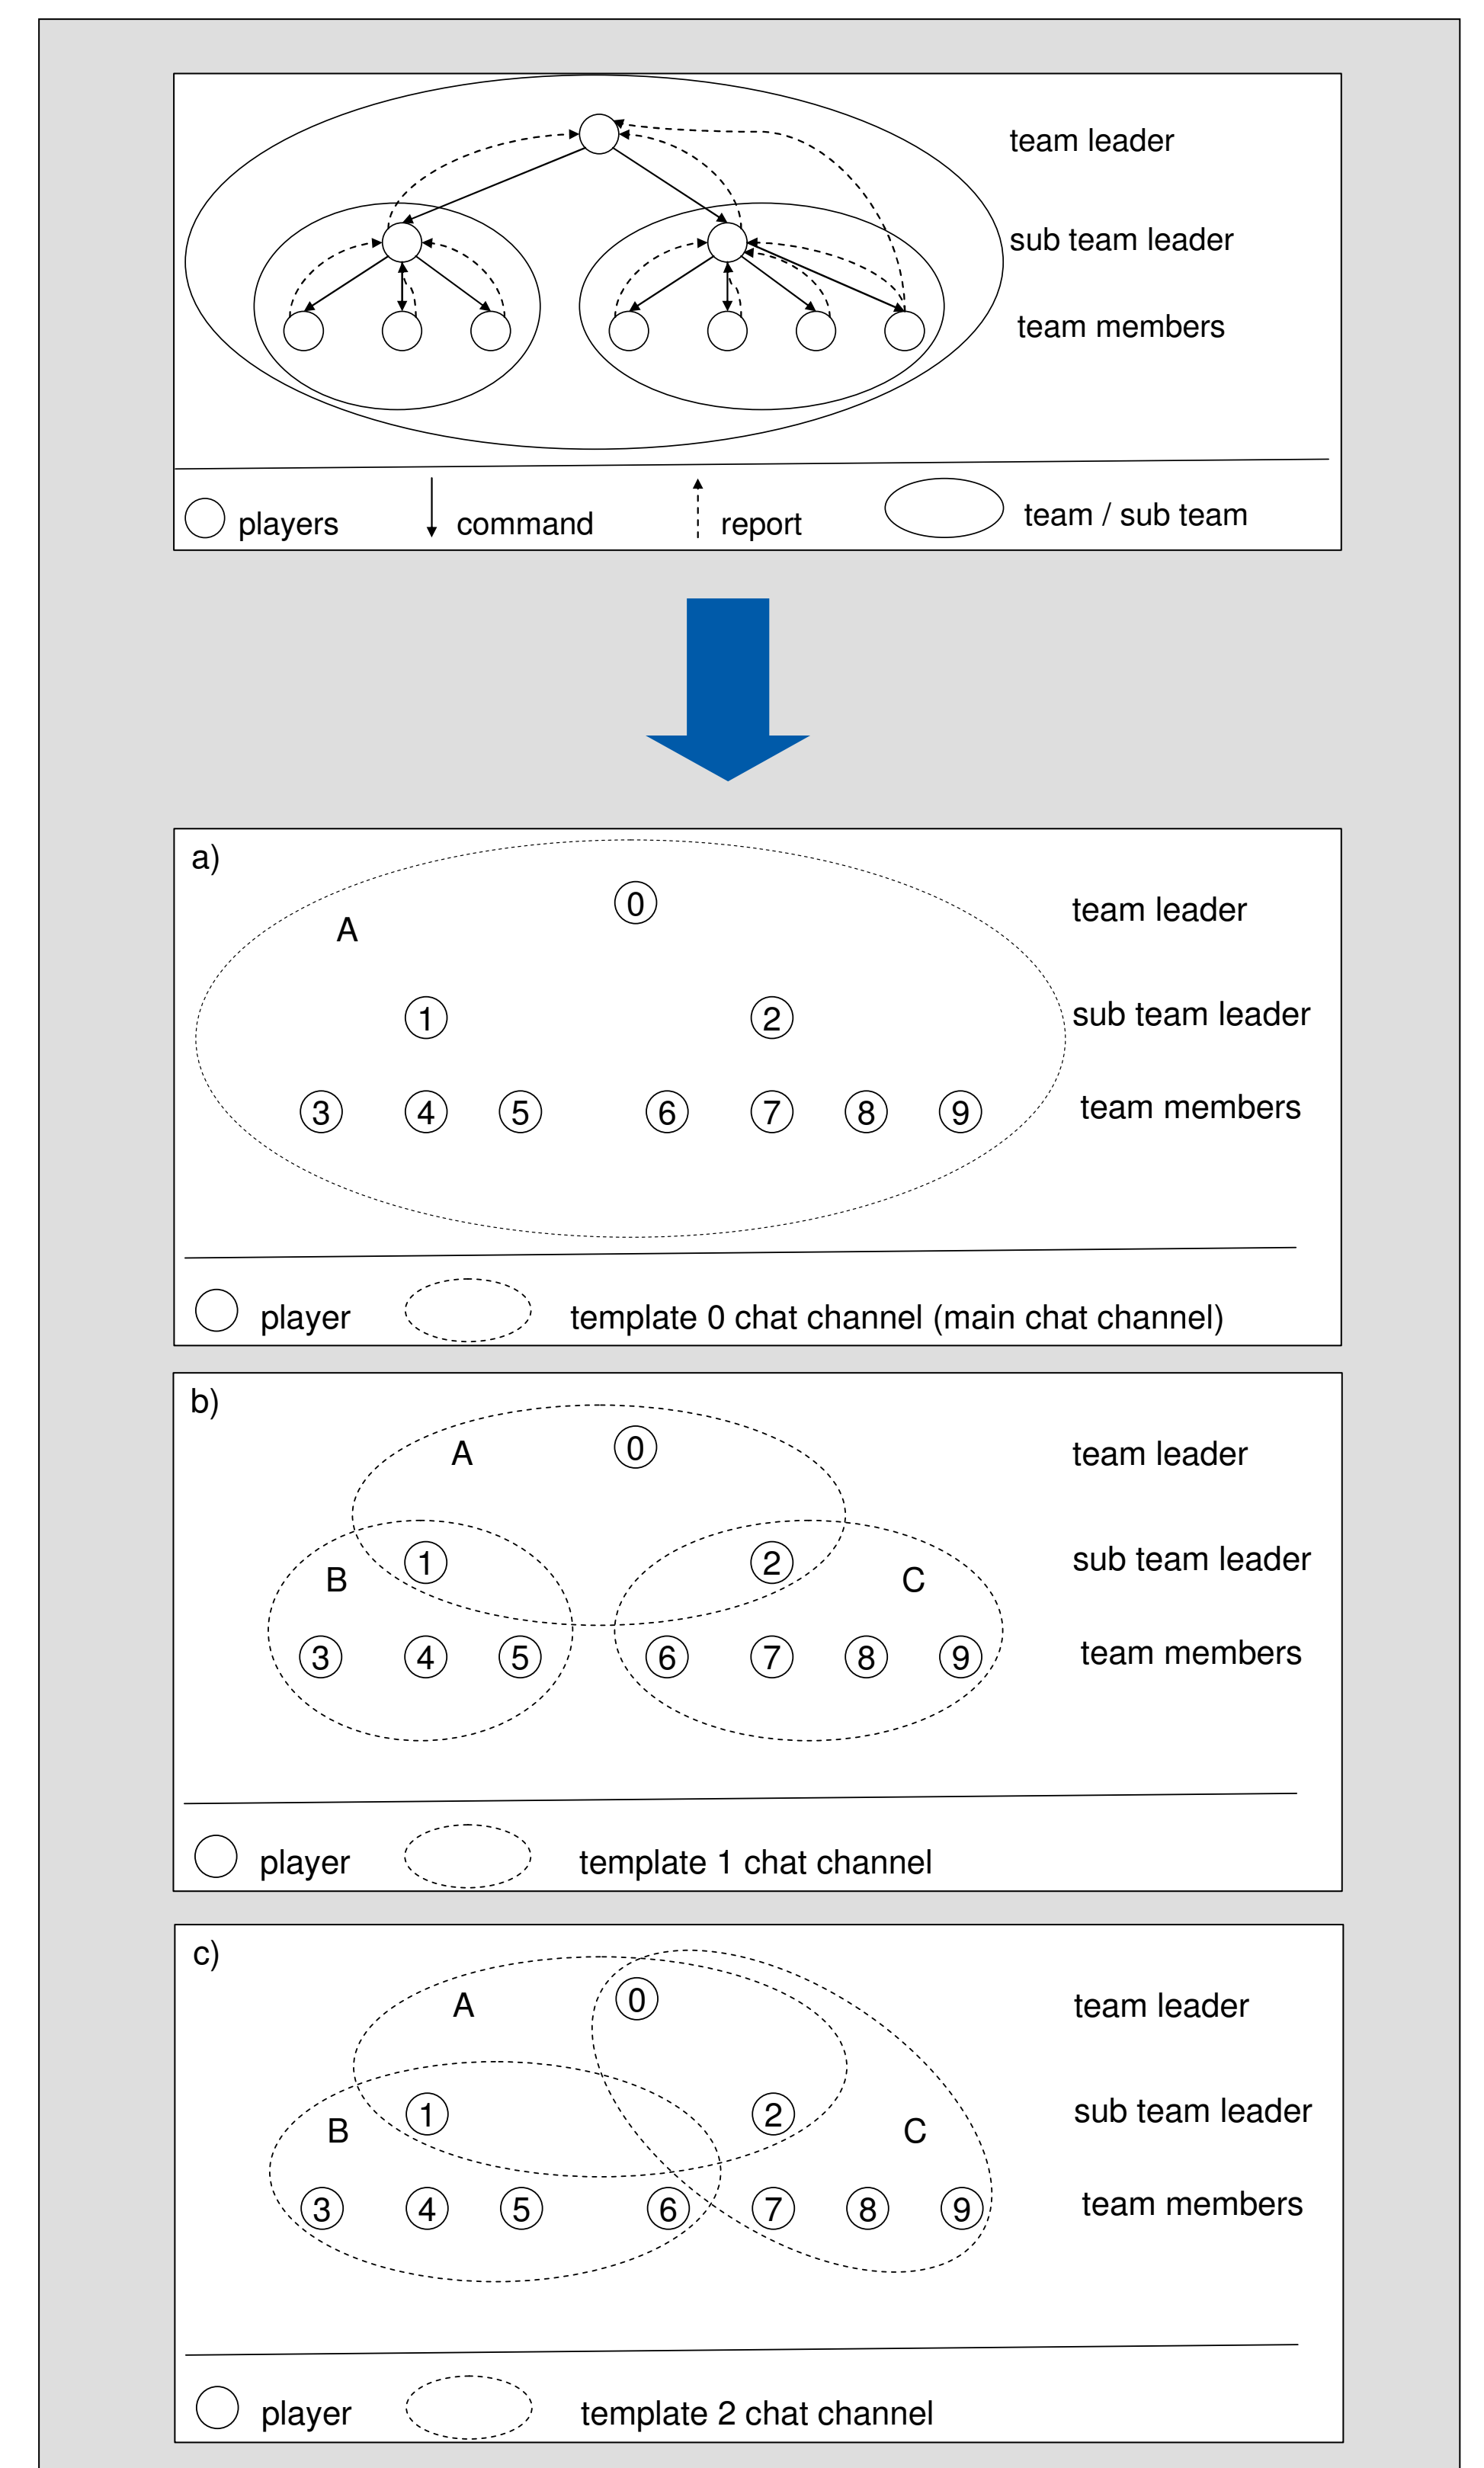 team leader
sub team leader
team members
players command report team / sub team
a)
A
0
team leader
1 2
sub team leader
3 4 5 6 7 8 9
team members
player template 0 chat channel (main chat channel)
b)
A
0
team leader
1 2
sub team leader
B C
3 4 5 6 7 8 9
team members
player template 1 chat channel
c)
A
0
team leader
1 2
sub team leader
B C
3 4 5 6 7 8 9
team members
player template 2 chat channel